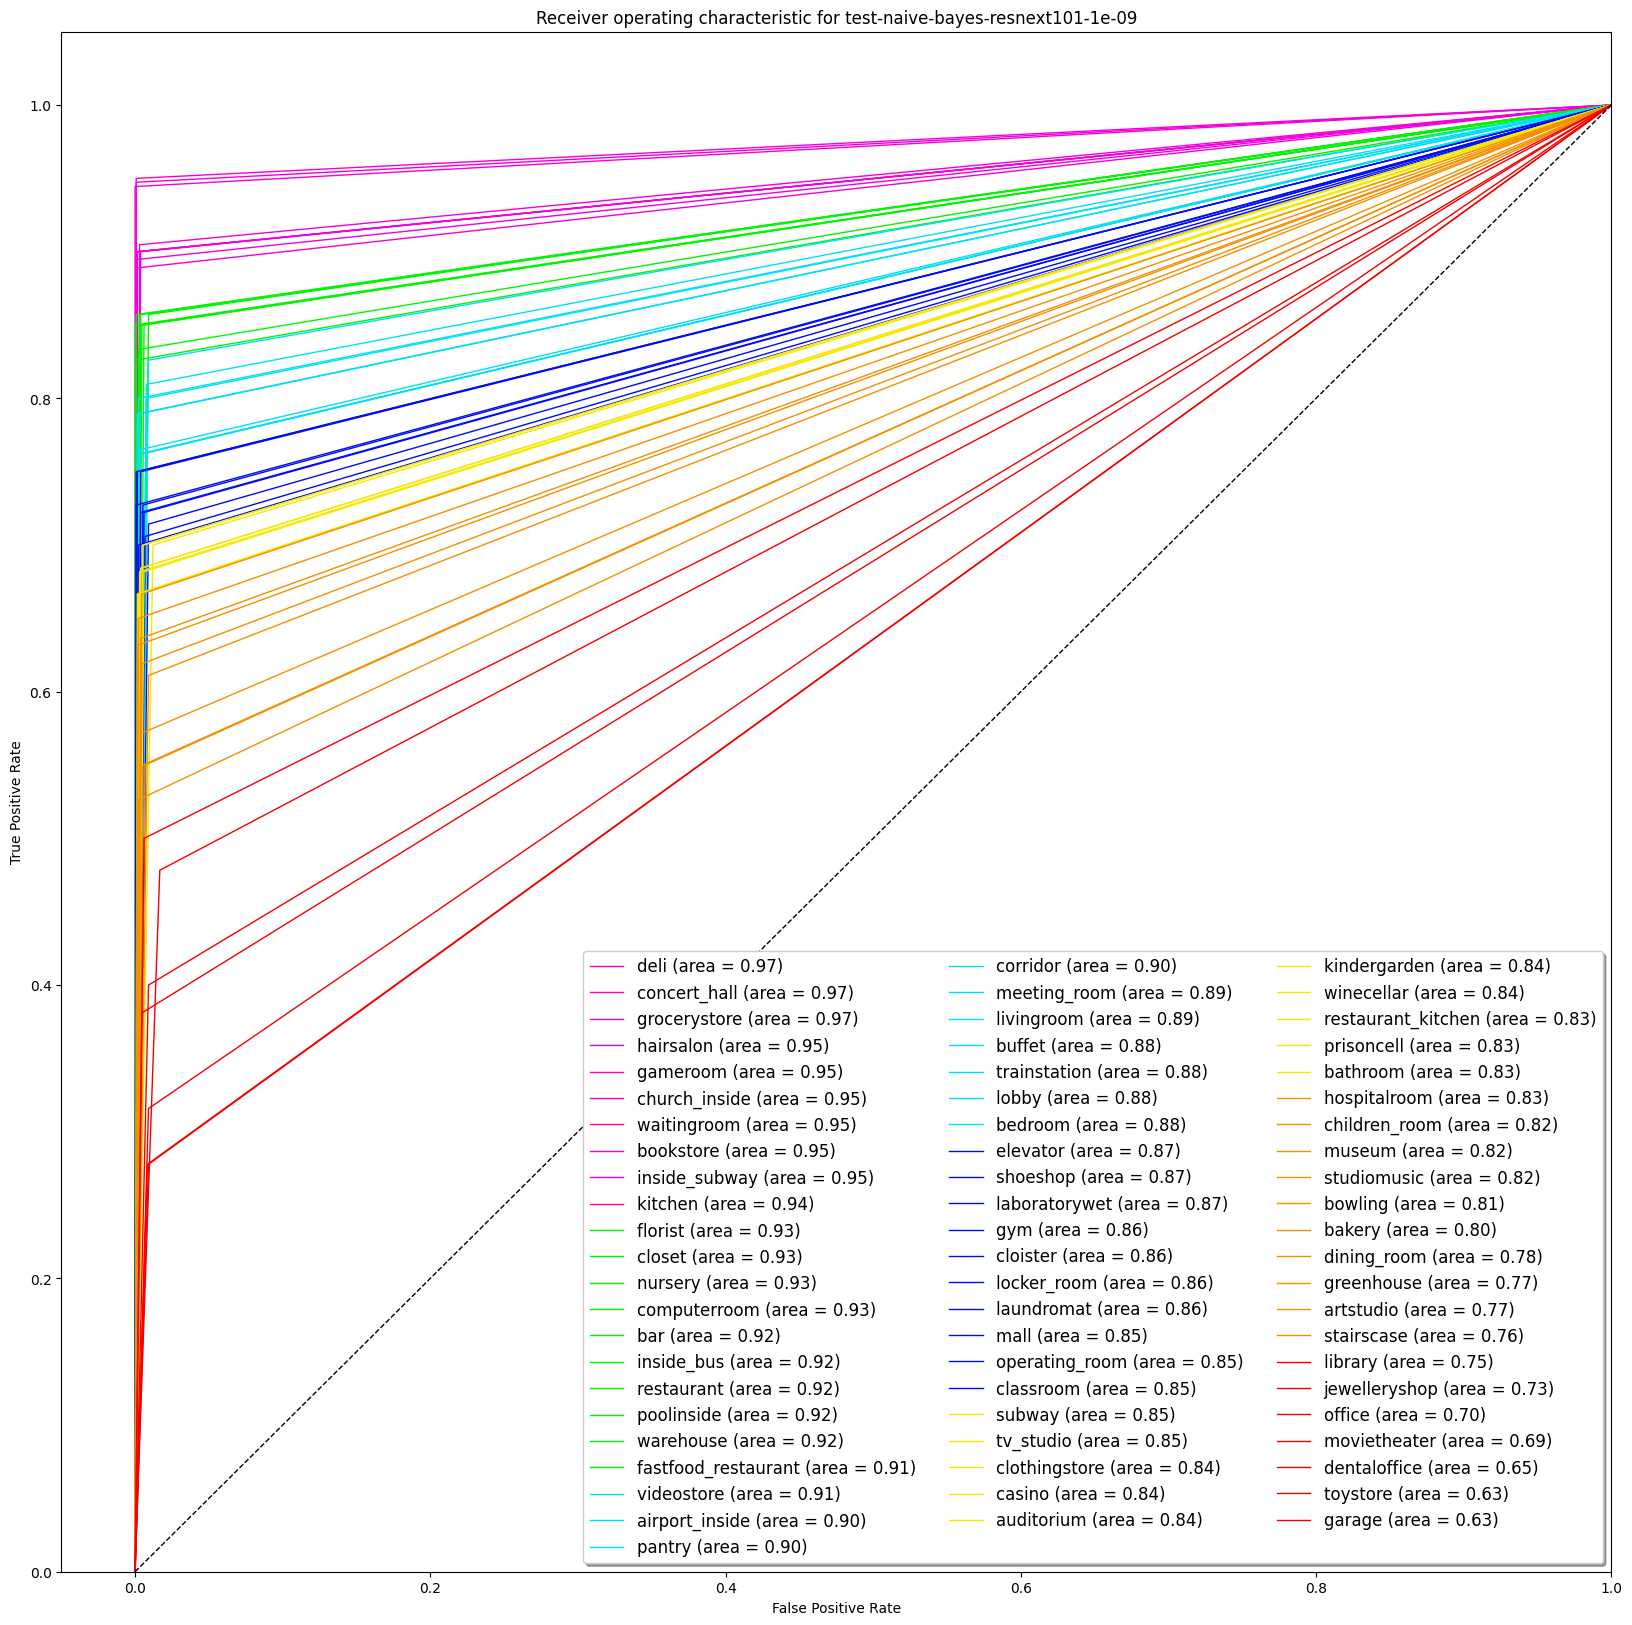 Receiver operating characteristic for test-naive-bayes-resnext101-1e-09
True Positive Rate
1.0
0.8
0.6
0.4
0.2
0.0
deli (area = 0.97)
concert_hall (area = 0.97)
grocerystore (area = 0.97)
hairsalon (area = 0.95)
gameroom (area = 0.95)
church_inside (area = 0.95)
waitingroom (area = 0.95)
bookstore (area = 0.95)
inside_subway (area = 0.95)
kitchen (area = 0.94)
florist (area = 0.93)
closet (area = 0.93)
nursery (area = 0.93)
computerroom (area = 0.93)
bar (area = 0.92)
inside_bus (area = 0.92)
restaurant (area = 0.92)
poolinside (area = 0.92)
warehouse (area = 0.92)
fastfood_restaurant (area = 0.91)
videostore (area = 0.91)
airport_inside (area = 0.90)
pantry (area = 0.90)
corridor (area = 0.90)
meeting_room (area = 0.89)
livingroom (area = 0.89)
buffet (area = 0.88)
trainstation (area = 0.88)
lobby (area = 0.88)
bedroom (area = 0.88)
elevator (area = 0.87)
shoeshop (area = 0.87)
laboratorywet (area = 0.87)
gym (area = 0.86)
cloister (area = 0.86)
locker_room (area = 0.86)
laundromat (area = 0.86)
mall (area = 0.85)
operating_room (area = 0.85)
classroom (area = 0.85)
subway (area = 0.85)
tv_studio (area = 0.85)
clothingstore (area = 0.84)
casino (area = 0.84)
auditorium (area = 0.84)
kindergarden (area = 0.84)
winecellar (area = 0.84)
restaurant_kitchen (area = 0.83)
prisoncell (area = 0.83)
bathroom (area = 0.83)
hospitalroom (area = 0.83)
children_room (area = 0.82)
museum (area = 0.82)
studiomusic (area = 0.82)
bowling (area = 0.81)
bakery (area = 0.80)
dining_room (area = 0.78)
greenhouse (area = 0.77)
artstudio (area = 0.77)
stairscase (area = 0.76)
library (area = 0.75)
jewelleryshop (area = 0.73)
office (area = 0.70)
movietheater (area = 0.69)
dentaloffice (area = 0.65)
toystore (area = 0.63)
garage (area = 0.63)
0.0 0.2 0.4 0.6 0.8 1.0
False Positive Rate